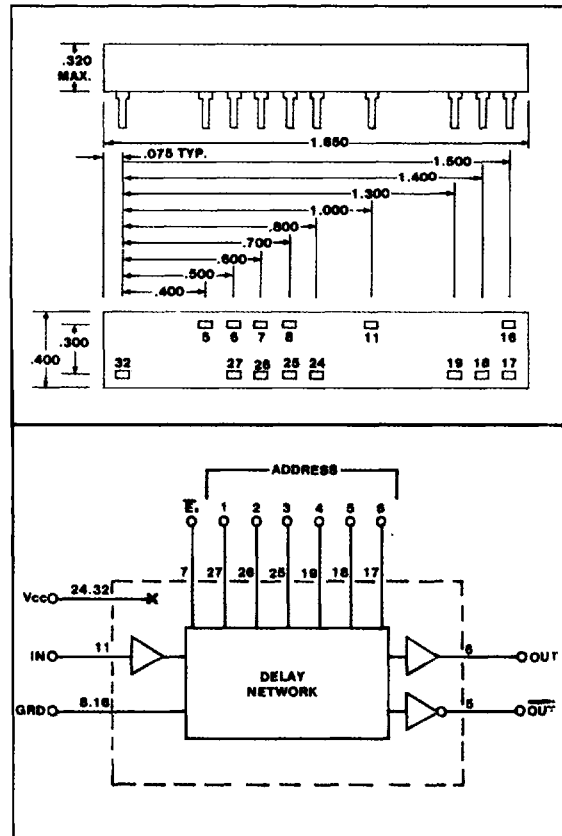 .320
MAX.
1.650
.075 TYP.
1.500
1.400
1.300
1.000
.800
.700
.600
.500
.400
5 6 7 8 11 16
.400
.300
32 27 26 25 24 19 18 17
ADDRESS
E. 1 2 3 4 5 6
7 27 26 25 19 18 17
Vcc 24.32
IN 11
DELAY
NETWORK
6 OUT
GRD 8.16
5 OUT